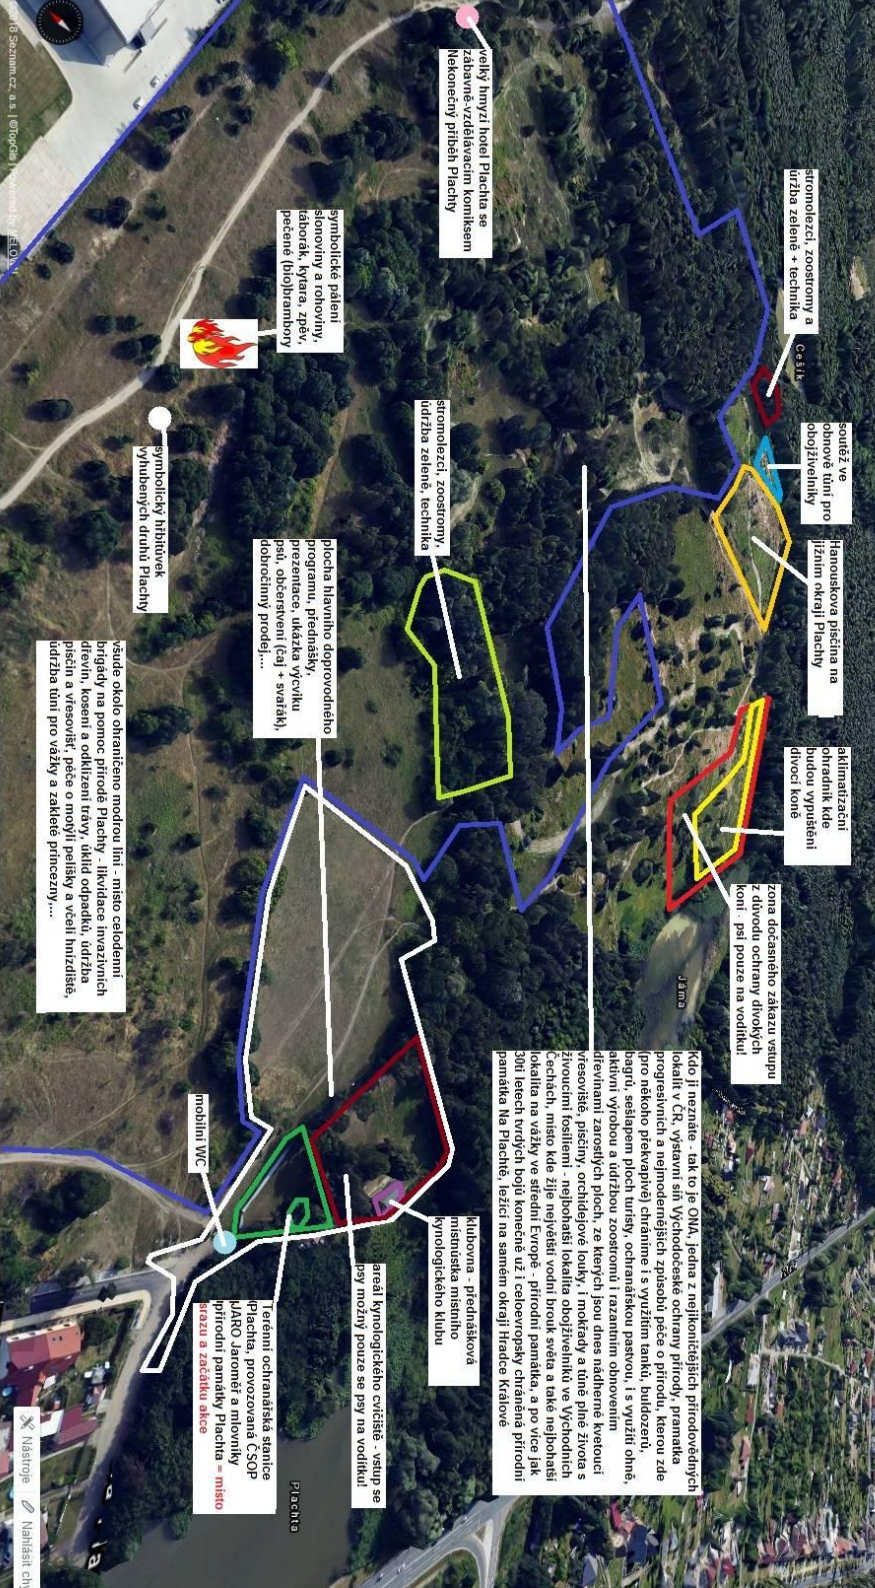 velký hmyzí hotel Plachta se
zábavně-vzdělávacím komiksem
Nekonečný příběh Plachty
stromolezci, zoostromy a
úržba zeleně + technika
Češík
soutěž ve
obnově tůní pro
obojživelníky
Hanouskova písčina na
jižním okraji Plachty
aklimatizační
ohradník kde
budou vypuštěni
divocí koně
zona dočasného zákazu vstupu
z důvodu ochrany divokých
koní - psi pouze na vodítku!
Jáma
symbolické pálení
slonoviny a rohoviny,
táborák, kytara, zpěv,
pečené (bio)brambory
stromolezci, zoostromy,
údržba zeleně, technika
symbolický hřbitůvek
vyhubených druhů Plachty
plocha hlavního doprovodného
programu, přednášky,
prezentace, ukázka výcviku
psů, občerstvení (čaj + svařák),
dobročinný prodej,...
všude okolo ohraničeno modrou liní - místo celodenní
brigády na pomoc přírodě Plachty - likvidace invazivních
dřevin, kosení a odklizení trávy, úklid odpadků, údržba
písčin a vřesovišť, péče o motýlí pelíšky a včelí hnízdiště,
údržba tůní pro vážky a zakleté princezny,...
Kdo ji neznáte - tak to je ONA, jedna z nejikoničtějších přírodovědných
lokalit v ČR, výstavní síň Východočeské ochrany přírody, pramatka
progresivních a nejmodernějších způsobů péče o přírodu, kterou zde
(pro někoho překvapivě) chráníme i s využitím tanků, buldozerů,
bagrů, sešlapem ploch turisty, ochranářskou pastvou, i s využití ohně,
aktivní výrobou a údržbou zoostromů i razantním obnovením
dřevinami zarostlých ploch, ze kterých jsou dnes nádherné kvetoucí
vřesoviště, písčiny, orchidejové louky, i mokřady a tůně plné života s
živoucími fosiliemi - nejbohatší lokalita obojživelníků ve Východních
Čechách, místo kde žije největší vodní brouk světa a také nejbohatší
lokalita na vážky ve střední Evropě - přírodní památka, a po více jak
30ti letech tvrdých bojů konečně už i celoevropsky chráněná přírodní
památka Na Plachtě, ležící na samém okraji Hradce Králové
mobilní WC
klubovna - přednášková
místnůstka místního
kynologického klubu
areál kynologického cvičiště - vstup se
psy možný pouze se psy na vodítku!
Terénní ochranářská stanice
Plachta, provozovaná ČSOP
JARO Jaroměř a milovníky
přírodní památky Plachta = místo
srazu a začátku akce
Plachta
Nástroje
Nahlásit chy
2018 Seznam.cz, a.s. | ©TopGis | Powered by